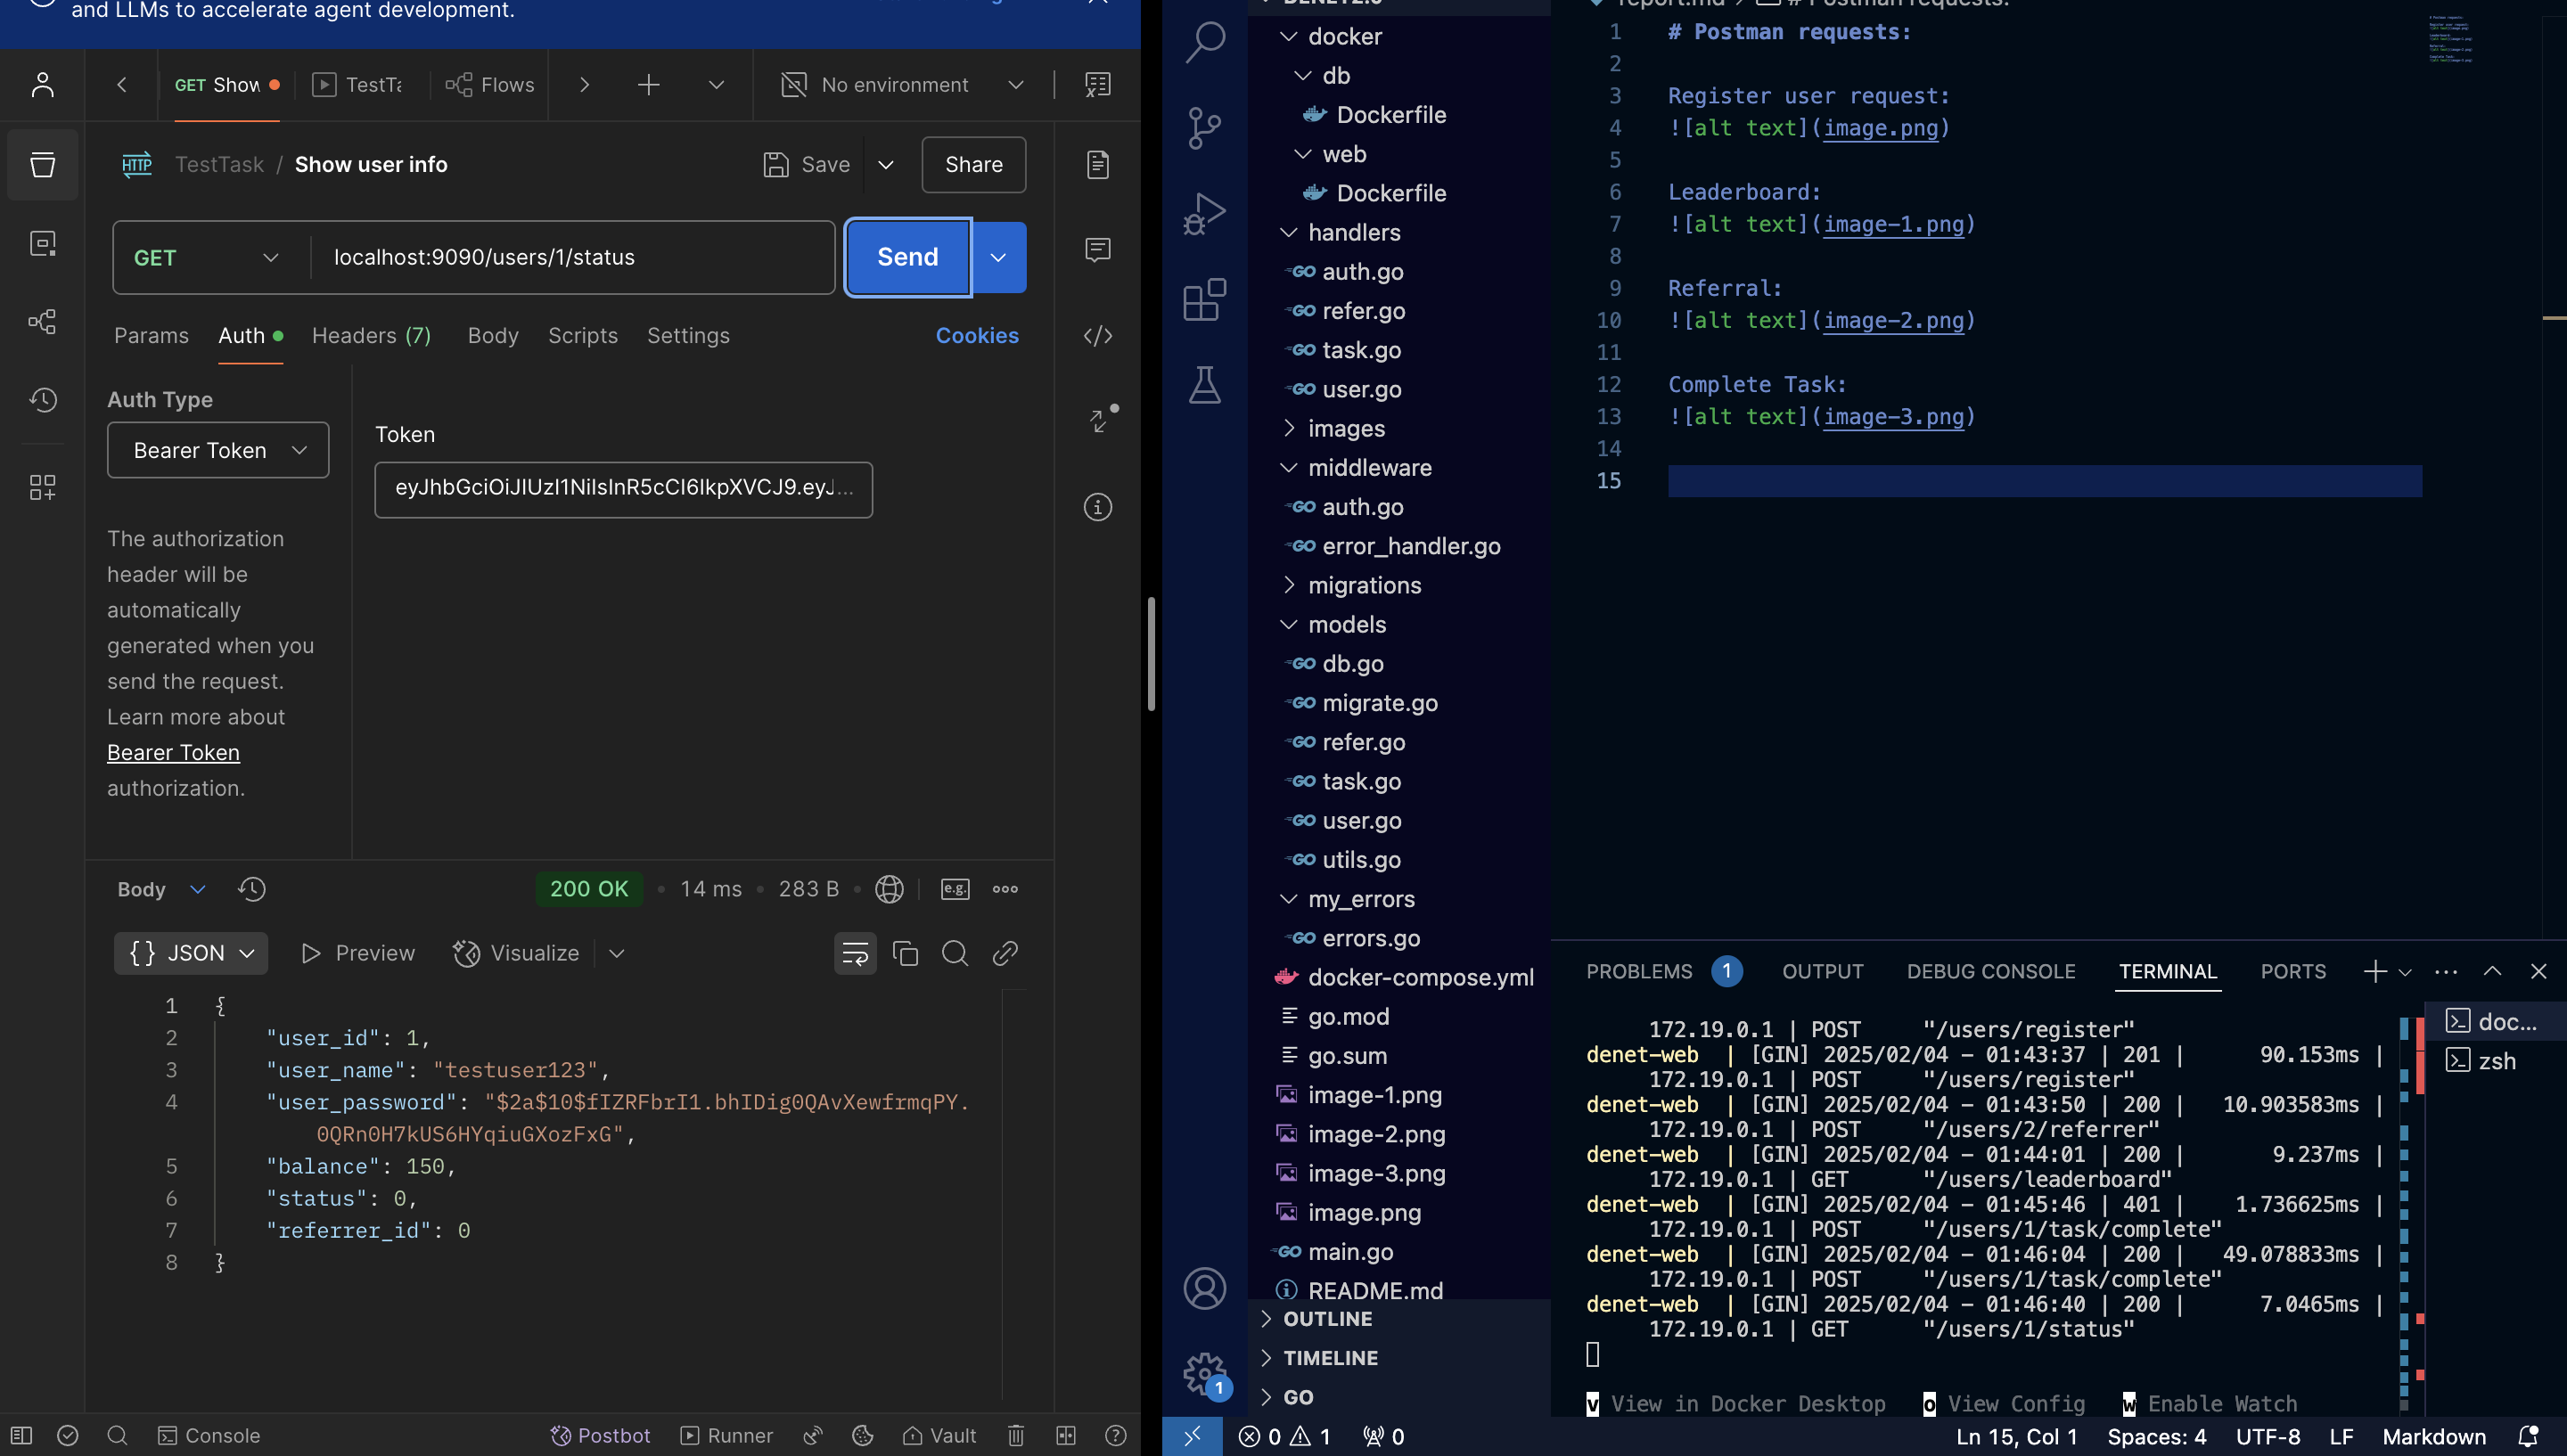 and LLMs to accelerate agent development.
GET Show
TestTa
Flows
No environment
TestTask / Show user info
Save
Share
GET
localhost:9090/users/1/status
Send
Params
Auth
Headers (7)
Body
Scripts
Settings
Cookies
Auth Type
Bearer Token
The authorization
header will be
automatically
generated when you
send the request.
Learn more about
Bearer Token
authorization.
Token
eyJhbGciOiJIUzI1NiIsInR5cCI6IkpXVCJ9.eyJ...
Body
200 OK
14 ms
283 B
e.g.
{} JSON
Preview
Visualize
1 {
2 "user_id": 1,
3 "user_name": "testuser123",
4 "user_password": "$2a$10$fIZRFbrI1.bhIDig0QAvXewfrmqPY.
0QRn0H7kUS6HYqiuGXozFxG",
5 "balance": 150,
6 "status": 0,
7 "referrer_id": 0
8 }
Console
Postbot
Runner
Vault
docker
db
Dockerfile
web
Dockerfile
handlers
auth.go
refer.go
task.go
user.go
images
middleware
auth.go
error_handler.go
migrations
models
db.go
migrate.go
refer.go
task.go
user.go
utils.go
my_errors
errors.go
docker-compose.yml
go.mod
go.sum
image-1.png
image-2.png
image-3.png
image.png
main.go
README.md
OUTLINE
TIMELINE
GO
1
report.md > # Postman requests:
1 # Postman requests:
2
3 Register user request:
4 ![alt text](image.png)
5
6 Leaderboard:
7 ![alt text](image-1.png)
8
9 Referral:
10 ![alt text](image-2.png)
11
12 Complete Task:
13 ![alt text](image-3.png)
14
15
PROBLEMS 1
OUTPUT
DEBUG CONSOLE
TERMINAL
PORTS
172.19.0.1 | POST "/users/register"
denet-web | [GIN] 2025/02/04 - 01:43:37 | 201 | 90.153ms |
172.19.0.1 | POST "/users/register"
denet-web | [GIN] 2025/02/04 - 01:43:50 | 200 | 10.903583ms |
172.19.0.1 | POST "/users/2/referrer"
denet-web | [GIN] 2025/02/04 - 01:44:01 | 200 | 9.237ms |
172.19.0.1 | GET "/users/leaderboard"
denet-web | [GIN] 2025/02/04 - 01:45:46 | 401 | 1.736625ms |
172.19.0.1 | POST "/users/1/task/complete"
denet-web | [GIN] 2025/02/04 - 01:46:04 | 200 | 49.078833ms |
172.19.0.1 | POST "/users/1/task/complete"
denet-web | [GIN] 2025/02/04 - 01:46:40 | 200 | 7.0465ms |
172.19.0.1 | GET "/users/1/status"
v View in Docker Desktop o View Config w Enable Watch
doc...
zsh
0 1 0
Ln 15, Col 1 Spaces: 4 UTF-8 LF Markdown